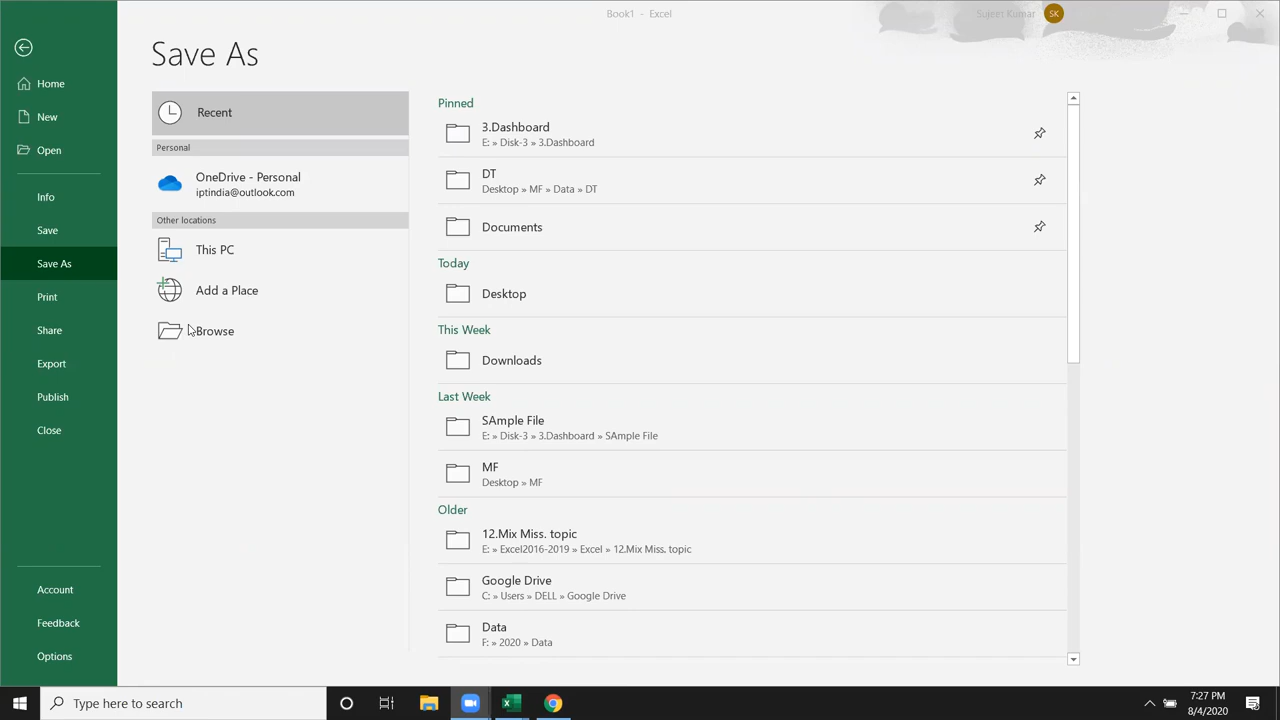 Book1 - Excel
Sujeet Kumar
SK
Save As
Home
New
Open
Info
Save
Save As
Print
Share
Export
Publish
Close
Account
Feedback
Options
Recent
Personal
OneDrive - Personal
iptindia@outlook.com
Other locations
This PC
Add a Place
Browse
Pinned
3.Dashboard
E: » Disk-3 » 3.Dashboard
DT
Desktop » MF » Data » DT
Documents
Today
Desktop
This Week
Downloads
Last Week
SAmple File
E: » Disk-3 » 3.Dashboard » SAmple File
MF
Desktop » MF
Older
12.Mix Miss. topic
E: » Excel2016-2019 » Excel » 12.Mix Miss. topic
Google Drive
C: » Users » DELL » Google Drive
Data
F: » 2020 » Data
Type here to search
7:27 PM
8/4/2020